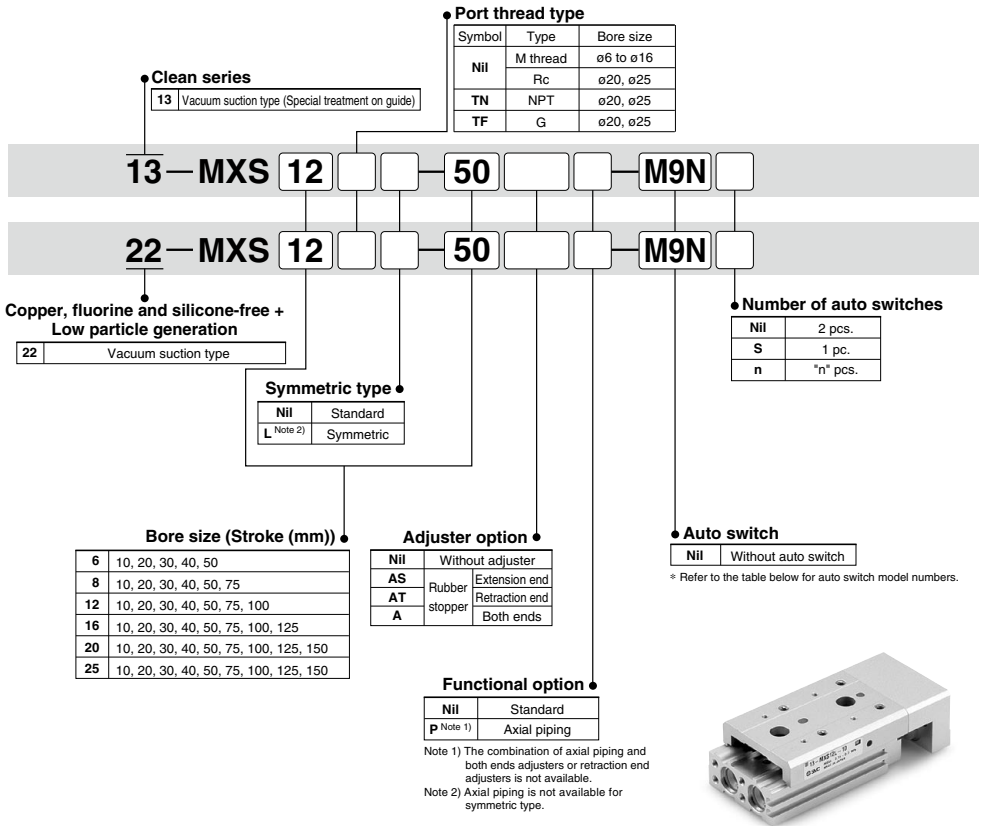 Port thread type
Symbol Type Bore size
Nil M thread ø6 to ø16
Rc ø20, ø25
TN NPT ø20, ø25
TF G ø20, ø25
Clean series
13 Vacuum suction type (Special treatment on guide)
13 — MXS 12 — 50 — M9N
22 — MXS 12 — 50 — M9N
Copper, fluorine and silicone-free +
Low particle generation
22 Vacuum suction type
Number of auto switches
Nil 2 pcs.
S 1 pc.
n "n" pcs.
Symmetric type
Nil Standard
L Note 2) Symmetric
Bore size (Stroke (mm))
6 10, 20, 30, 40, 50
8 10, 20, 30, 40, 50, 75
12 10, 20, 30, 40, 50, 75, 100
16 10, 20, 30, 40, 50, 75, 100, 125
20 10, 20, 30, 40, 50, 75, 100, 125, 150
25 10, 20, 30, 40, 50, 75, 100, 125, 150
Adjuster option
Nil Without adjuster
AS Rubber stopper Extension end
AT Retraction end
A Both ends
Auto switch
Nil Without auto switch
* Refer to the table below for auto switch model numbers.
Functional option
Nil Standard
P Note 1) Axial piping
Note 1) The combination of axial piping and
both ends adjusters or retraction end
adjusters is not available.
Note 2) Axial piping is not available for
symmetric type.
13-MXS12L-10
SMC